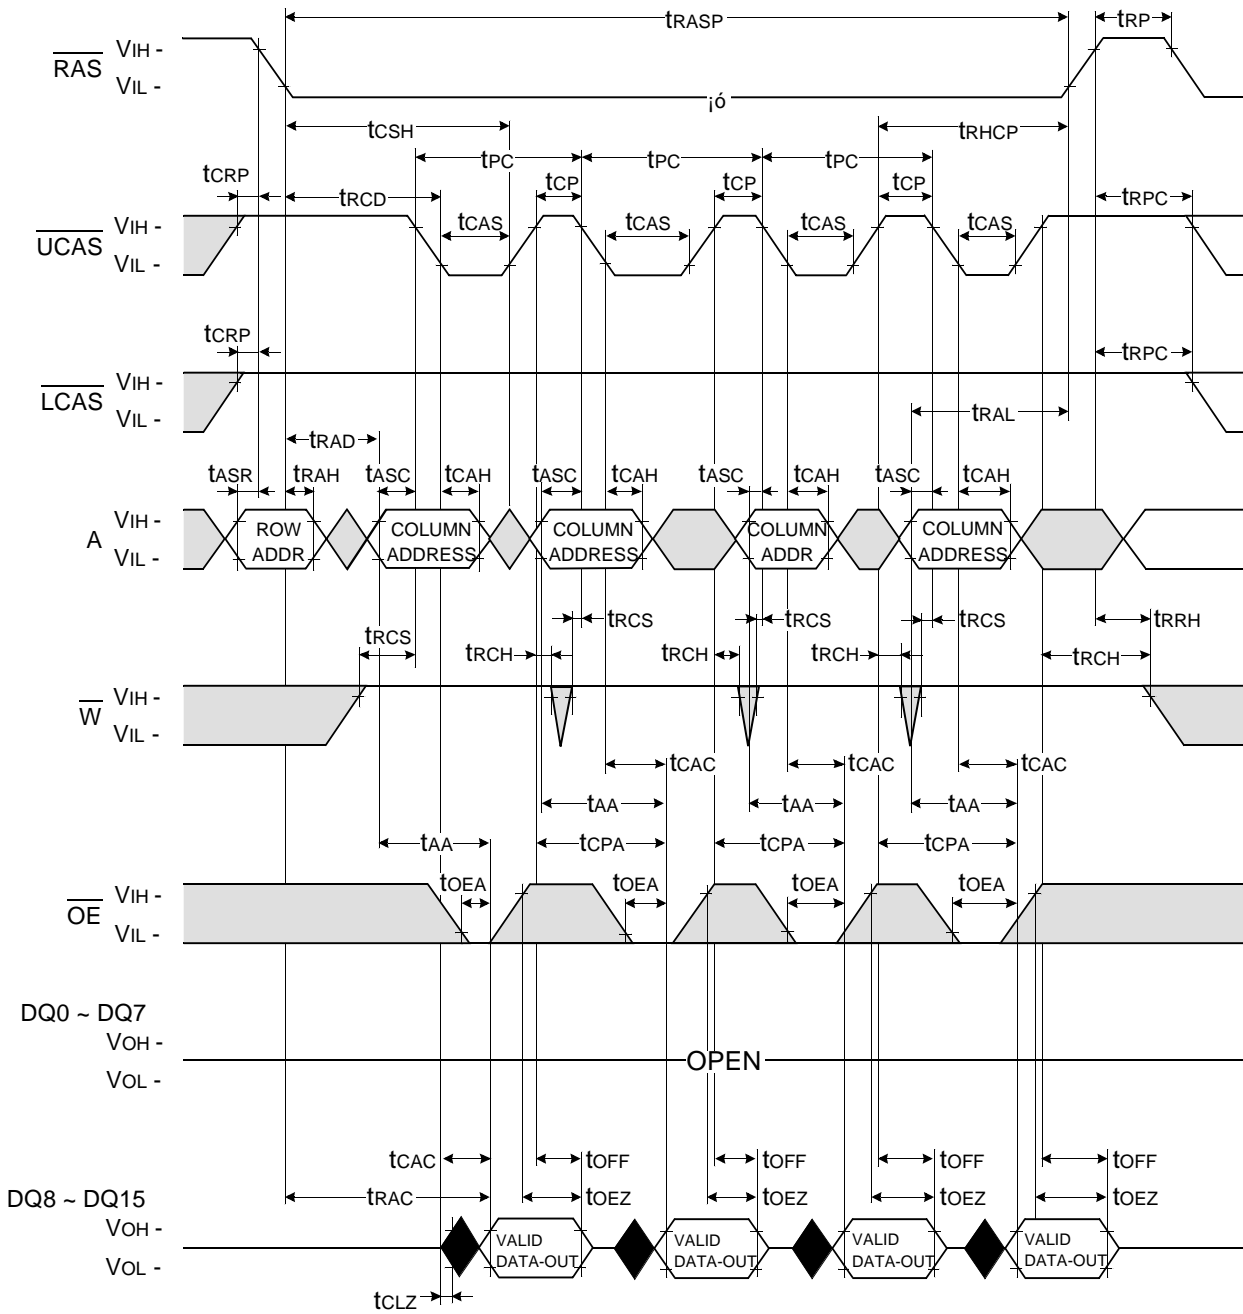 tRASP tRP
RAS VIH -
VIL -
¡ó
tCSH tRHCP
tPC tPC tPC
tCRP tCP tCP tCP
tRCD tRPC
UCAS VIH - tCAS tCAS tCAS tCAS
VIL -
tCRP tRPC
LCAS VIH -
VIL - tRAL
tRAD
tASR tRAH tASC tCAH tASC tCAH tASC tCAH tASC tCAH
A VIH - ROW COLUMN COLUMN COLUMN COLUMN
VIL - ADDR ADDRESS ADDRESS ADDR ADDRESS
tRCS tRCS tRCS tRCS tRRH
tRCH tRCH tRCH tRCH
W VIH -
VIL -
tCAC tCAC tCAC
tAA tAA tAA
tAA tCPA tCPA tCPA
OE VIH - tOEA tOEA tOEA tOEA
VIL -
DQ0 ~ DQ7
VOH -
OPEN
VOL -
tCAC tOFF tOFF tOFF tOFF
DQ8 ~ DQ15 tRAC tOEZ tOEZ tOEZ tOEZ
VOH - VALID VALID VALID VALID
VOL - DATA-OUT DATA-OUT DATA-OUT DATA-OUT
tCLZ